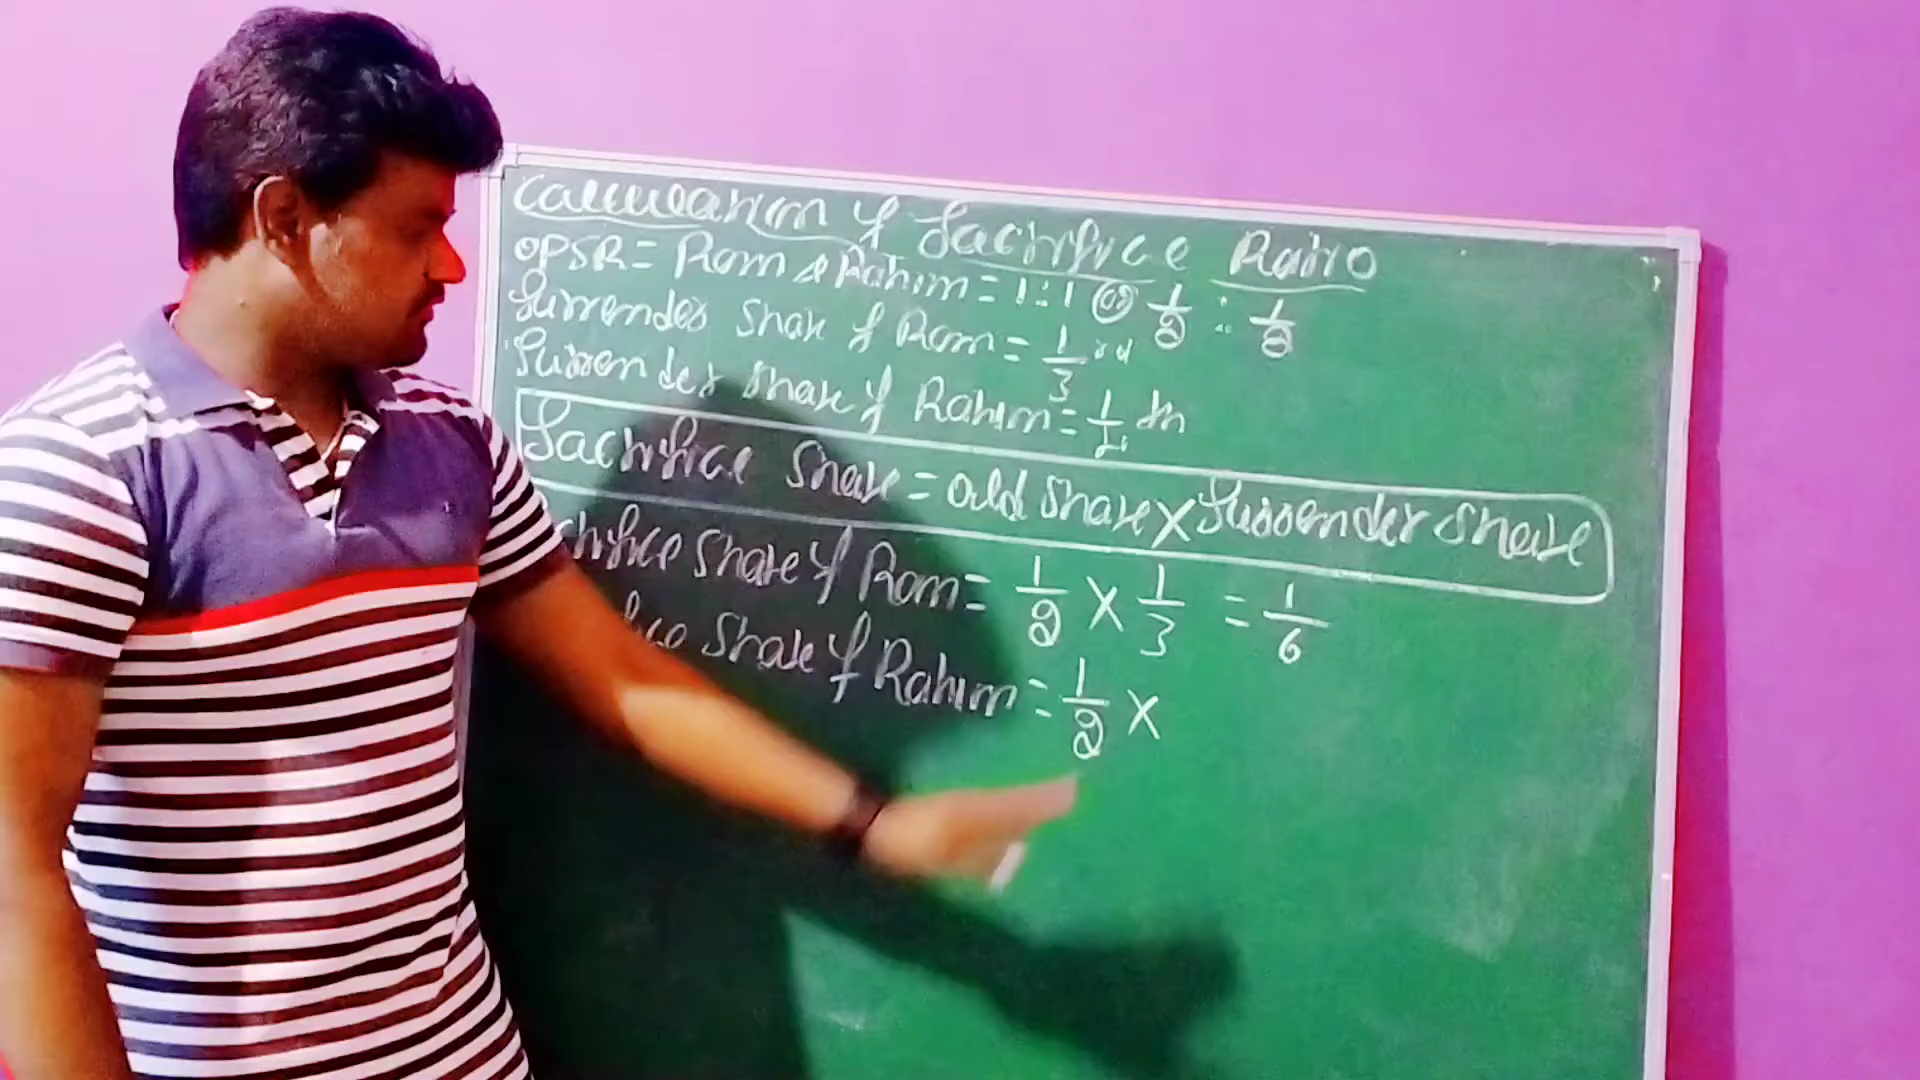 Calculation of Sacrifice Ratio
OPSR = Ram & Rahim = 1:1 or 1/2 : 1/2
Surrender Share of Ram = 1/3 rd
Surrender Share of Rahim = 1/4 th
Sacrifice Share = old Share X Surrender Share
crifice Share of Ram = 1/2 X 1/3 = 1/6
ice Share of Rahim = 1/2 X